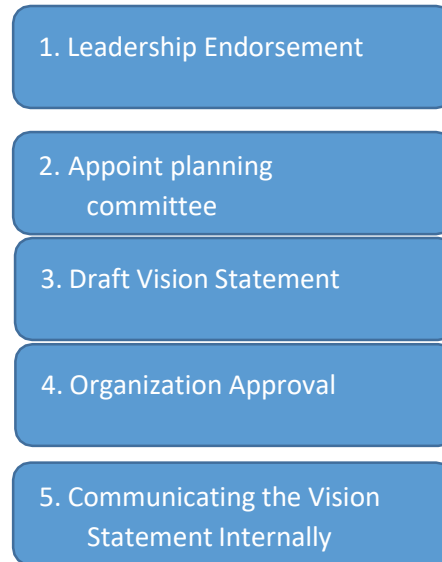 1. Leadership Endorsement
2. Appoint planning
committee
3. Draft Vision Statement
4. Organization Approval
5. Communicating the Vision
Statement Internally